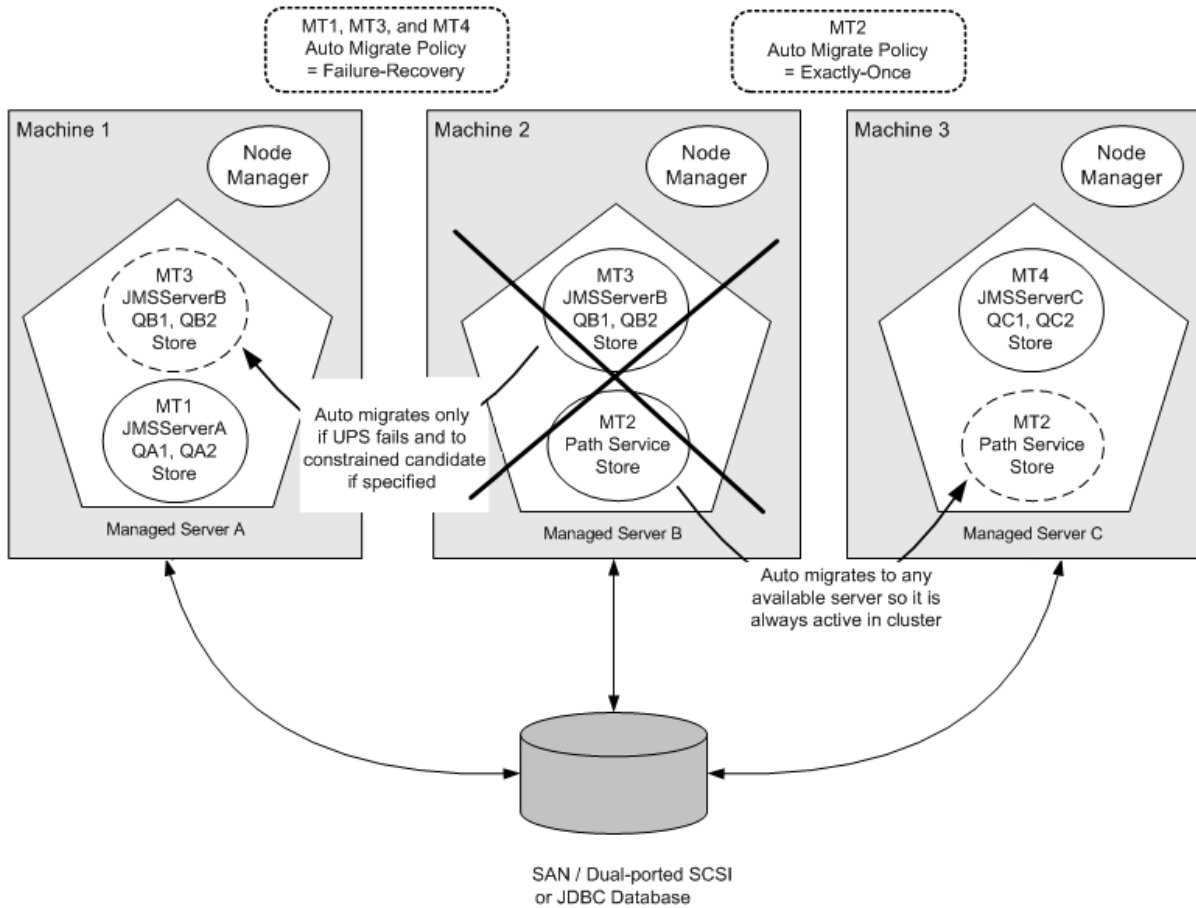 MT1, MT3, and MT4
Auto Migrate Policy
= Failure-Recovery
MT2
Auto Migrate Policy
= Exactly-Once
Machine 1
Node
Manager
MT3
JMSServerB
QB1, QB2
Store
MT1
JMSServerA
QA1, QA2
Store
Managed Server A
Auto migrates only
if UPS fails and to
constrained candidate
if specified
Machine 2
Node
Manager
MT3
JMSServerB
QB1, QB2
Store
MT2
Path Service
Store
Managed Server B
Machine 3
Node
Manager
MT4
JMSServerC
QC1, QC2
Store
MT2
Path Service
Store
Managed Server C
Auto migrates to any
available server so it is
always active in cluster
SAN / Dual-ported SCSI
or JDBC Database